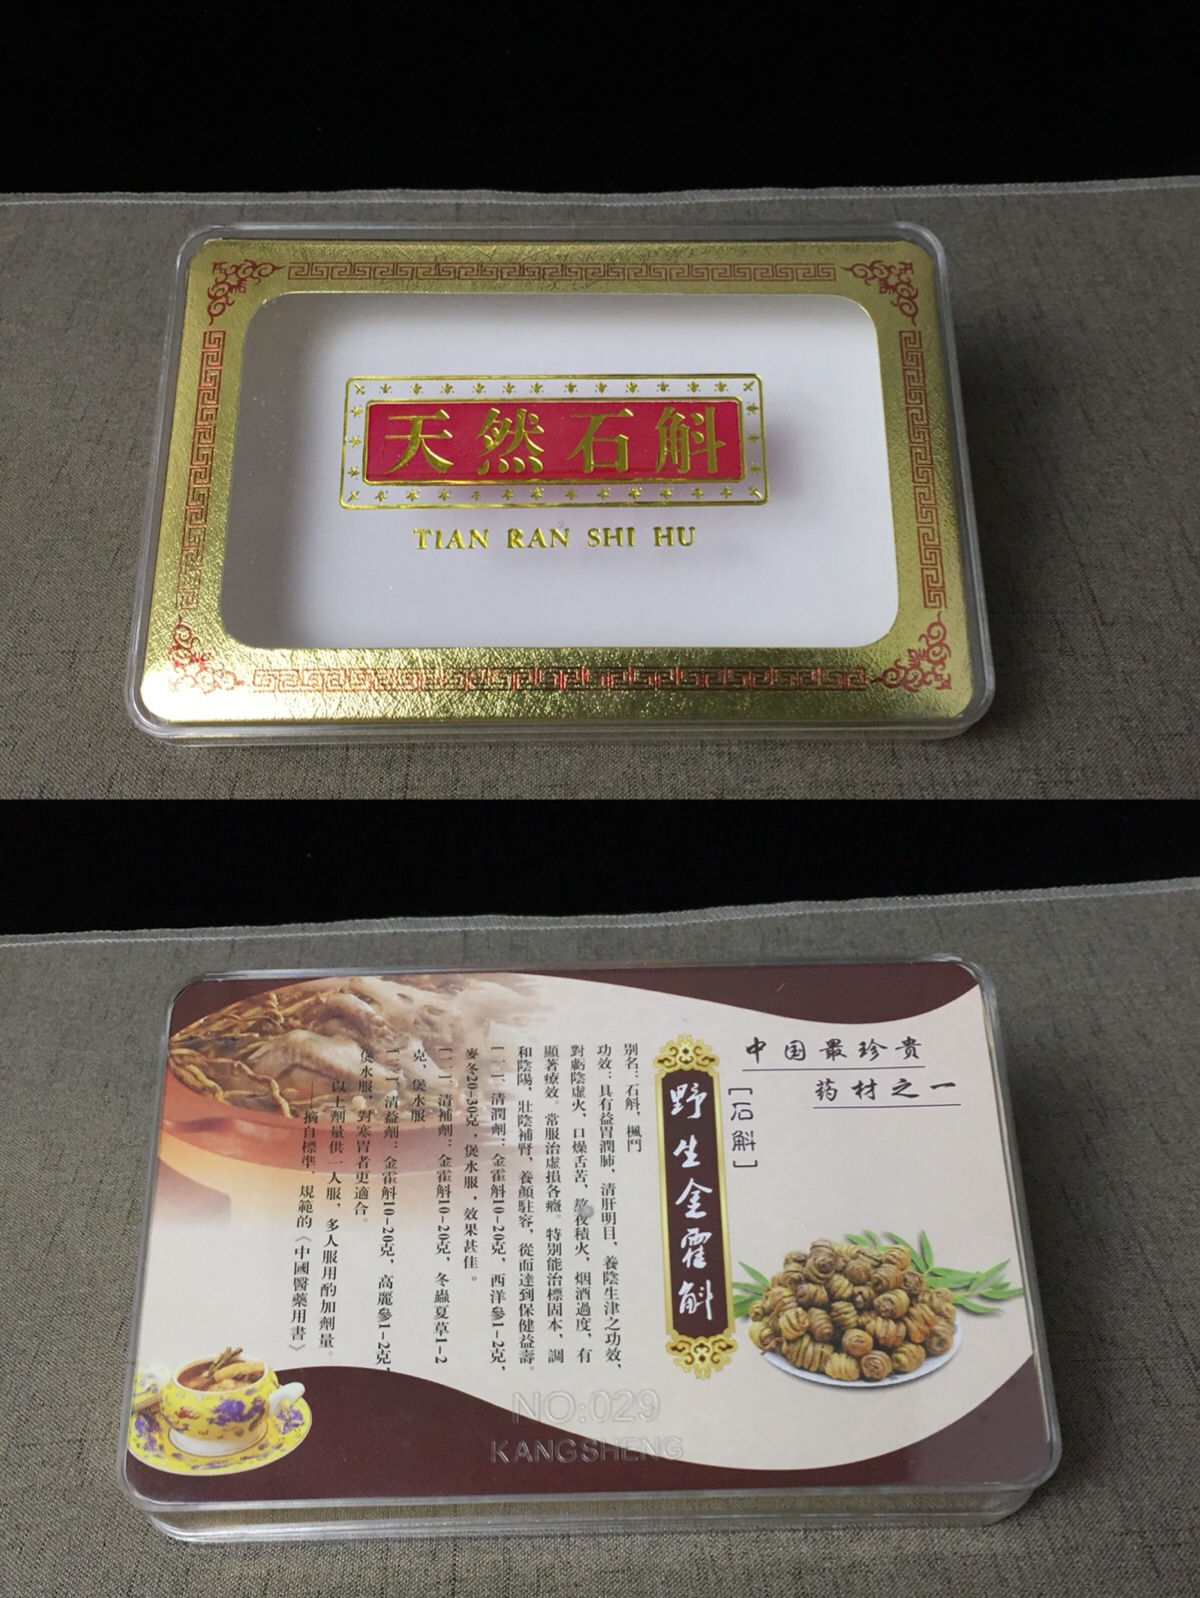 天然石斛
TIAN RAN SHI HU
中国最珍贵
药材之一
[石斛]
野生金霍斛
别名：石斛，楓門
功效：具有益胃潤肺，清肝明目，養陰生津之功效，
對虧陰虛火，口燥舌苦，熬夜積火，烟酒過度，有
顯著療效。常服治虛損各癥。特别能治標固本，調
和陰陽，壯陰補腎，養顏駐容，從而達到保健益壽。
[一]、清潤劑：金霍斛10-20克，西洋參1-2克，
麥冬20-30克，煲水服，效果甚佳。
[二]、清補劑：金霍斛10-20克，冬蟲夏草1-2
克，煲水服
[三]、清益劑：金霍斛10-20克，高麗參1-2克，
煲水服，對寒胃者更適合。
以上劑量供一人服，多人服用酌加劑量。
——摘自標準、規範的《中國醫藥用書》
NO:029
KANGSHENG